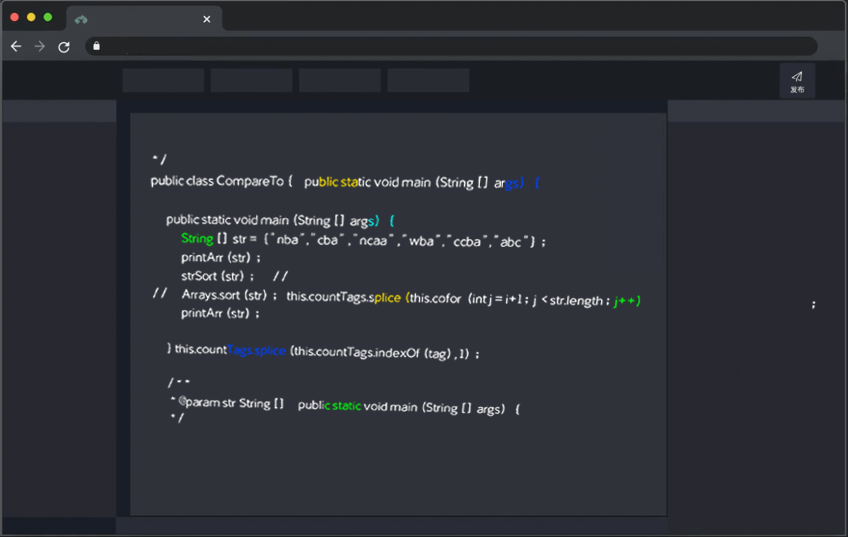 发布
*/
public class CompareTo { public static void main (String [] args) {
public static void main (String [] args) {
String [] str = {"nba","cba","ncaa","wba","ccba","abc"} ;
printArr (str) ;
strSort (str) ; //
// Arrays.sort (str) ; this.countTags.splice (this.cofor (int j = i+1 ; j < str.length ; j++) ;
printArr (str) ;
} this.countTags.splice (this.countTags.indexOf (tag) ,1) ;
/**
* @param str String [] public static void main (String [] args) {
*/